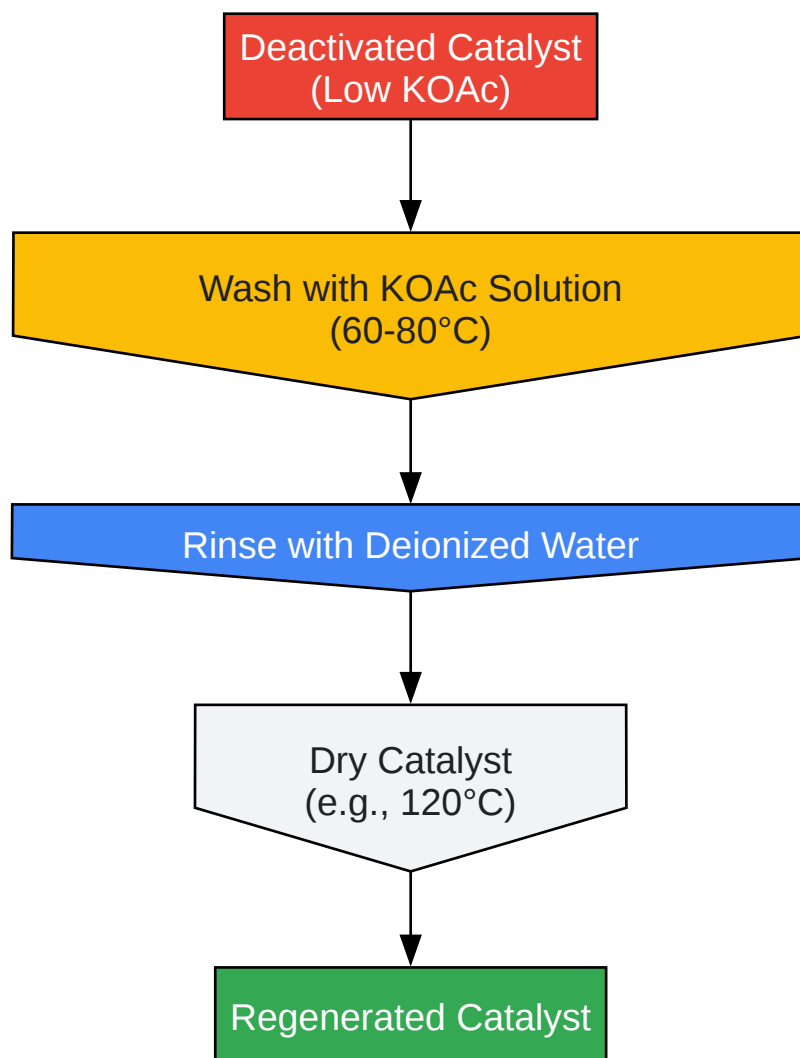 Deactivated Catalyst
(Low KOAc)
Wash with KOAc Solution
(60-80°C)
Rinse with Deionized Water
Dry Catalyst
(e.g., 120°C)
Regenerated Catalyst